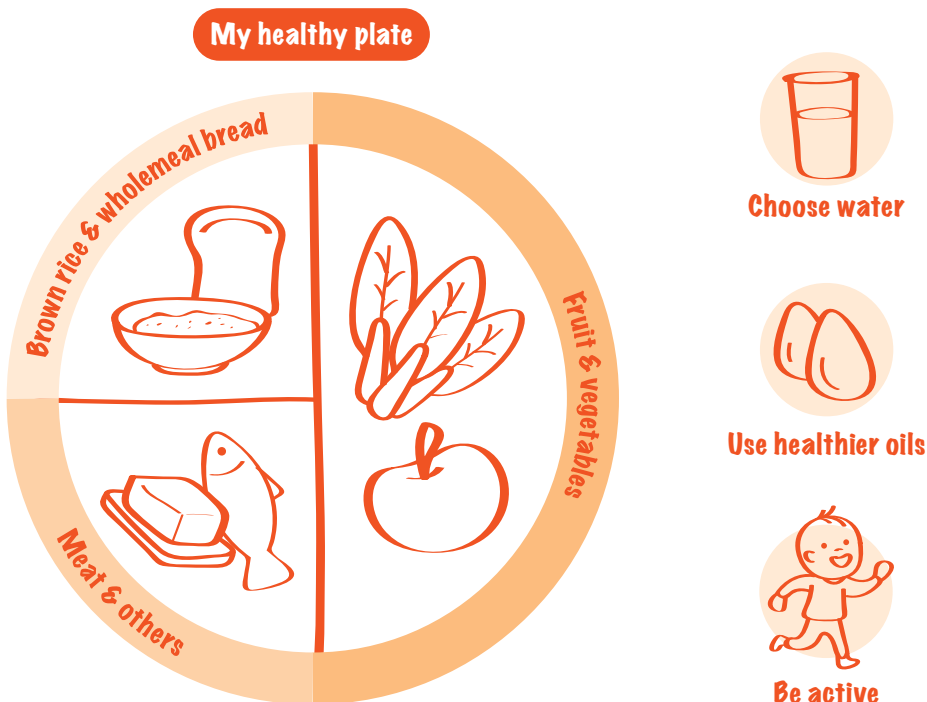 My healthy plate
Brown rice & wholemeal bread
Fruit & vegetables
Meat & others
Choose water
Use healthier oils
Be active